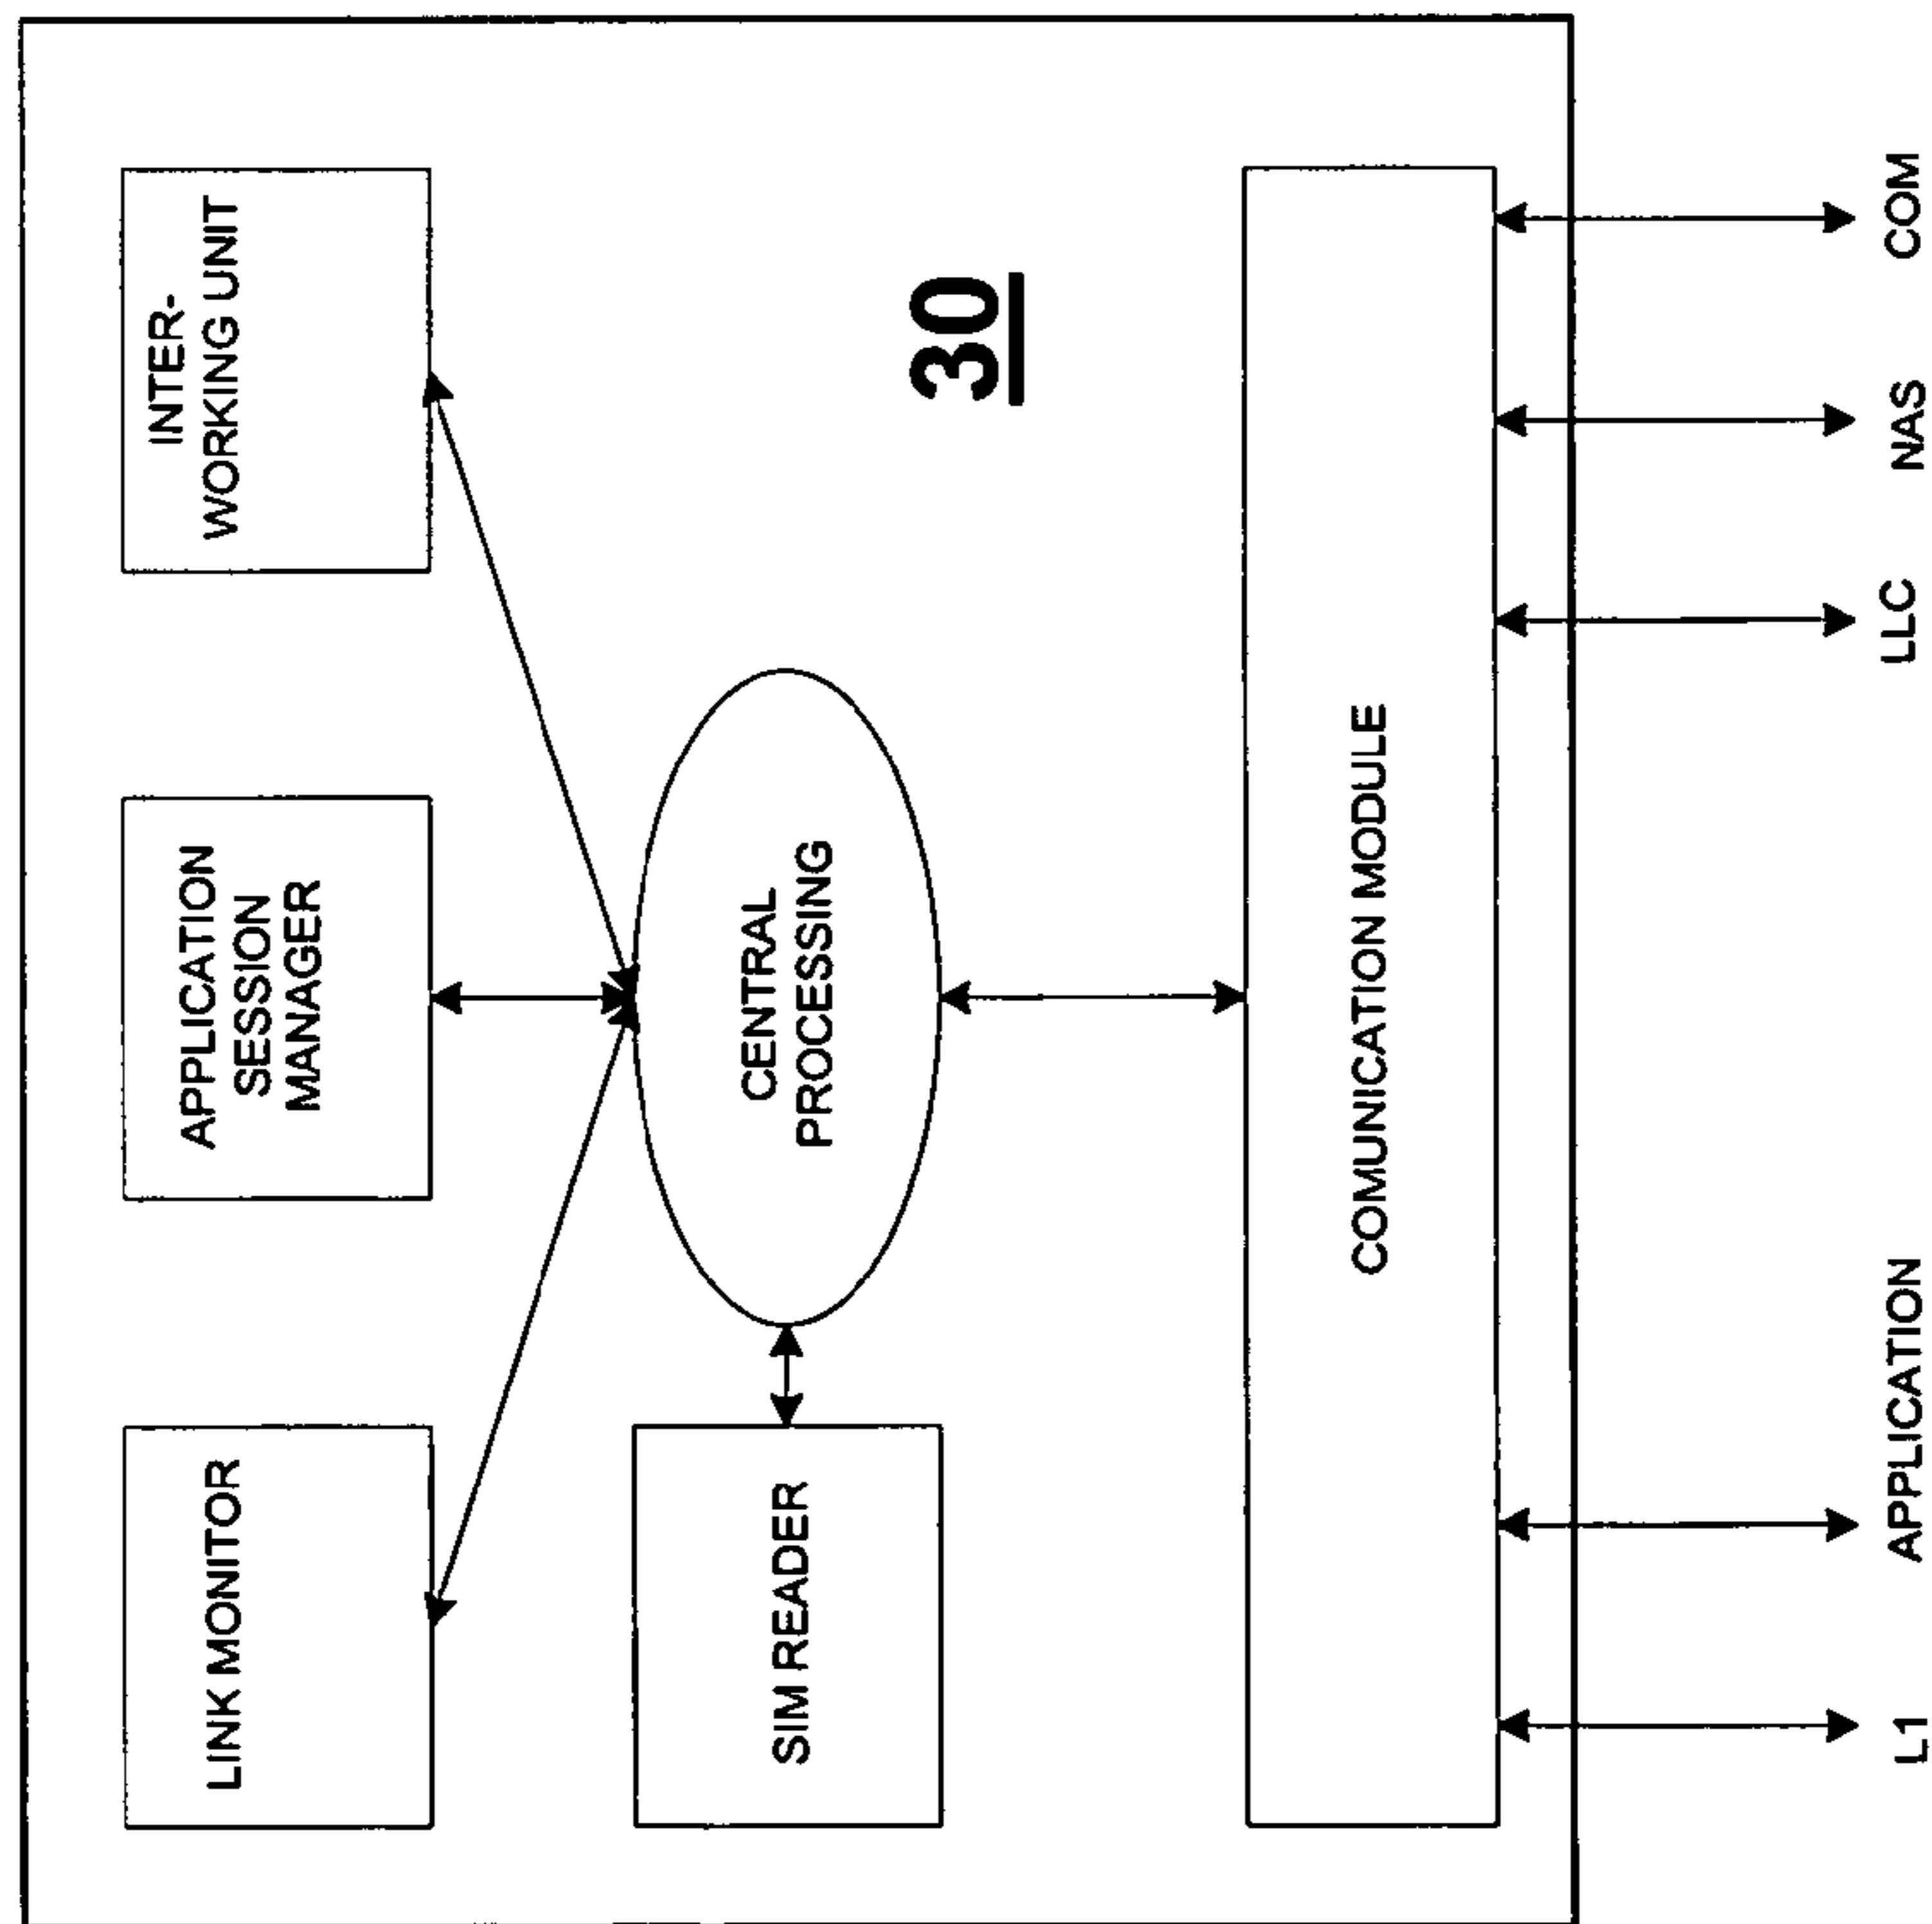 LINK MONITOR
APPLICATION
SESSION
MANAGER
INTER-
WORKING UNIT
SIM READER
CENTRAL
PROCESSING
30
COMUNICATION MODULE
L1
APPLICATION
LLC
NAS
COM